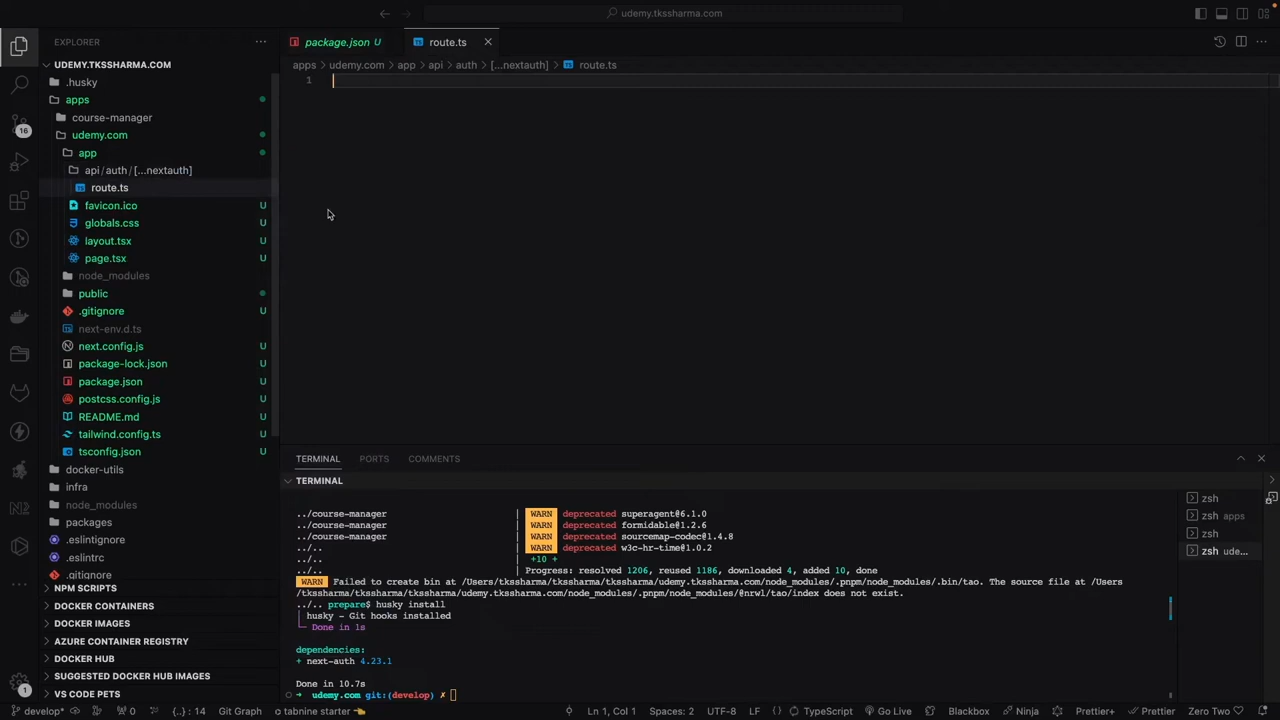 udemy.tkssharma.com
EXPLORER
package.json U
route.ts
UDEMY.TKSSHARMA.COM
apps > udemy.com > app > api > auth > [...nextauth] > route.ts
1
.husky
apps
course-manager
16
udemy.com
app
api / auth / [...nextauth]
route.ts
favicon.ico U
globals.css U
layout.tsx U
page.tsx U
node_modules
public
.gitignore U
next-env.d.ts
next.config.js U
package-lock.json U
package.json U
postcss.config.js U
README.md U
tailwind.config.ts U
tsconfig.json U
docker-utils
infra
node_modules
packages
.eslintignore
.eslintrc
.gitignore
NPM SCRIPTS
DOCKER CONTAINERS
DOCKER IMAGES
AZURE CONTAINER REGISTRY
DOCKER HUB
SUGGESTED DOCKER HUB IMAGES
VS CODE PETS
1
TERMINAL PORTS COMMENTS
TERMINAL
../course-manager | WARN deprecated superagent@6.1.0
../course-manager | WARN deprecated formidable@1.2.6
../course-manager | WARN deprecated sourcemap-codec@1.4.8
../.. | WARN deprecated w3c-hr-time@1.0.2
../.. | +10 +
../.. | Progress: resolved 1206, reused 1186, downloaded 4, added 10, done
WARN Failed to create bin at /Users/tkssharma/tkssharma/udemy.tkssharma.com/node_modules/.pnpm/node_modules/.bin/tao. The source file at /Users
/tkssharma/tkssharma/udemy.tkssharma.com/node_modules/.pnpm/node_modules/@nrwl/tao/index does not exist.
../.. prepare$ husky install
husky - Git hooks installed
Done in 1s
dependencies:
+ next-auth 4.23.1
Done in 10.7s
→ udemy.com git:(develop) ✗
zsh
zsh apps
zsh
zsh ude...
develop* 0 {..} : 14 Git Graph tabnine starter Ln 1, Col 1 Spaces: 2 UTF-8 LF { } TypeScript Go Live Blackbox Ninja Prettier+ Prettier Zero Two